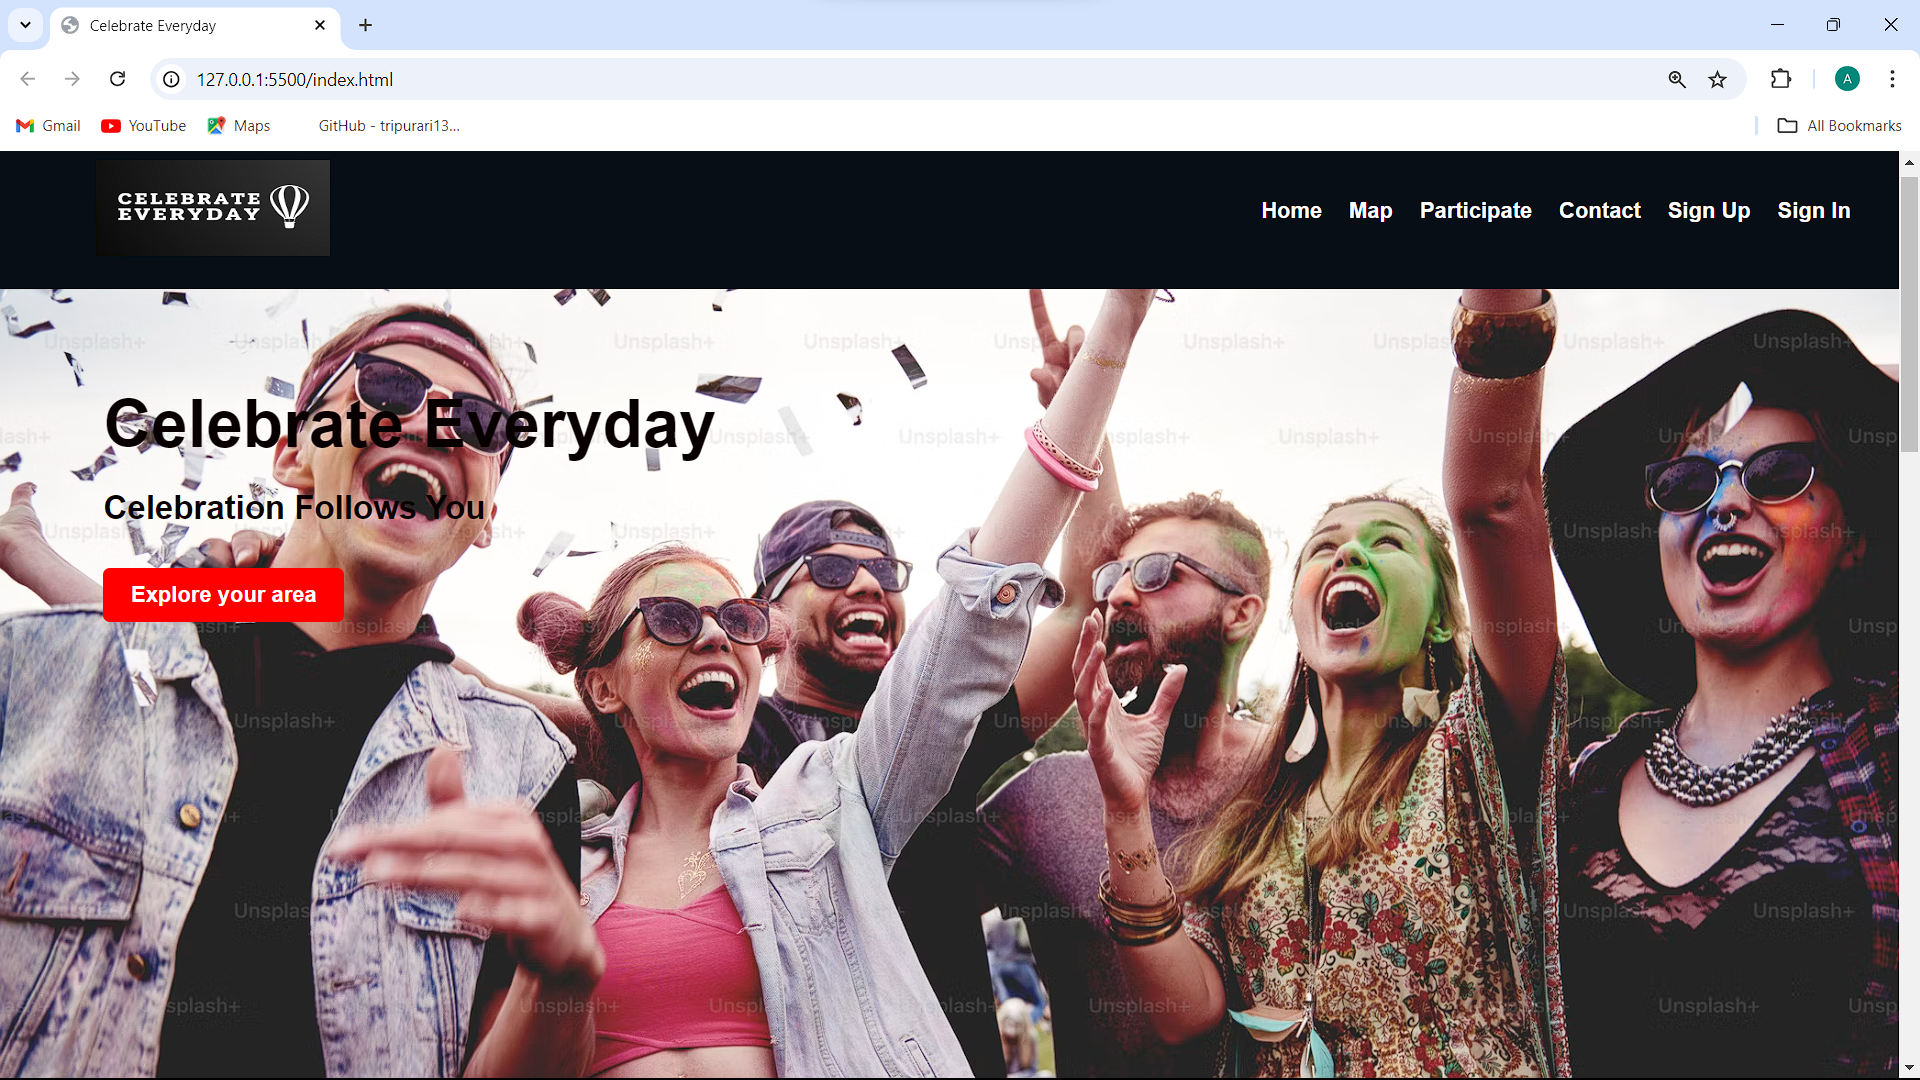 Celebrate Everyday
127.0.0.1:5500/index.html
A
Gmail YouTube Maps GitHub - tripurari13... All Bookmarks
CELEBRATE
EVERYDAY
Home Map Participate Contact Sign Up Sign In
Unsplash+
Celebrate Everyday
Celebration Follows You
Explore your area